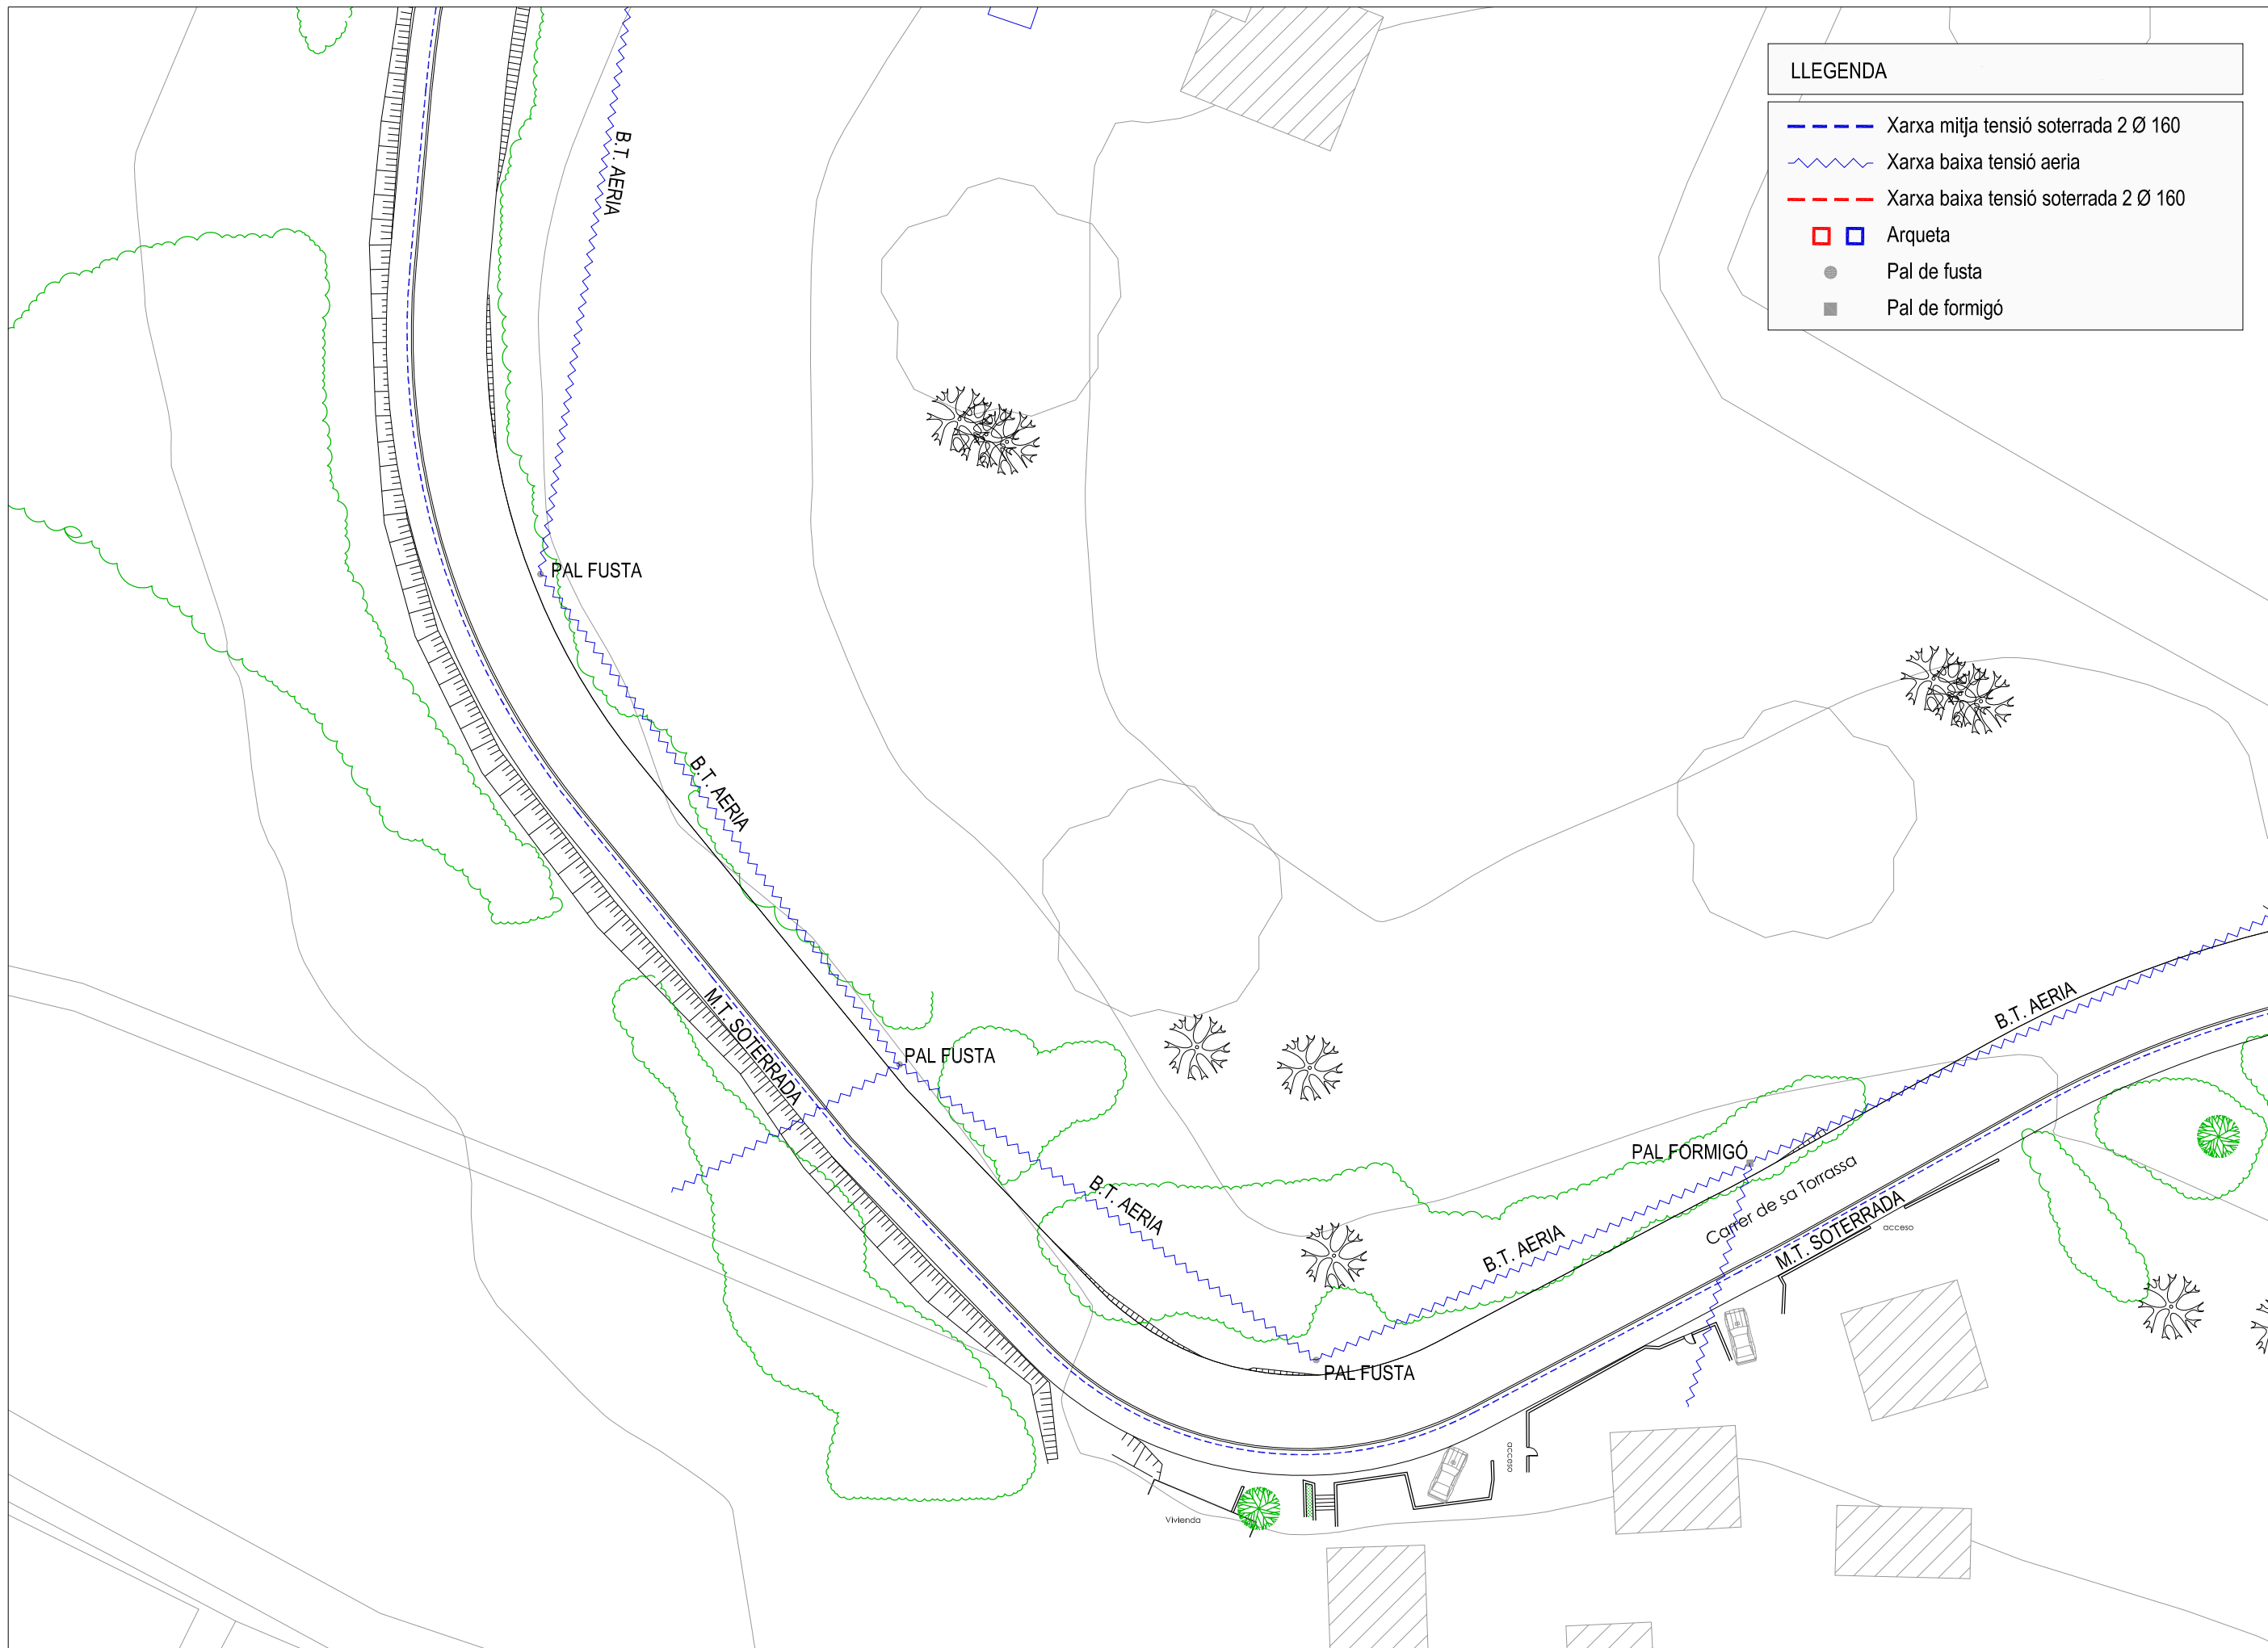 LLEGENDA
Xarxa mitja tensió soterrada 2 Ø 160
Xarxa baixa tensió aeria
Xarxa baixa tensió soterrada 2 Ø 160
Arqueta
Pal de fusta
Pal de formigó
B.T. AERIA
PAL FUSTA
B.T. AERIA
M.T. SOTERRADA
PAL FUSTA
B.T. AERIA
B.T. AERIA
PAL FORMIGÓ
Carrer de sa Torrassa
B.T. AERIA
M.T. SOTERRADA
acceso
PAL FUSTA
acceso
Vivienda